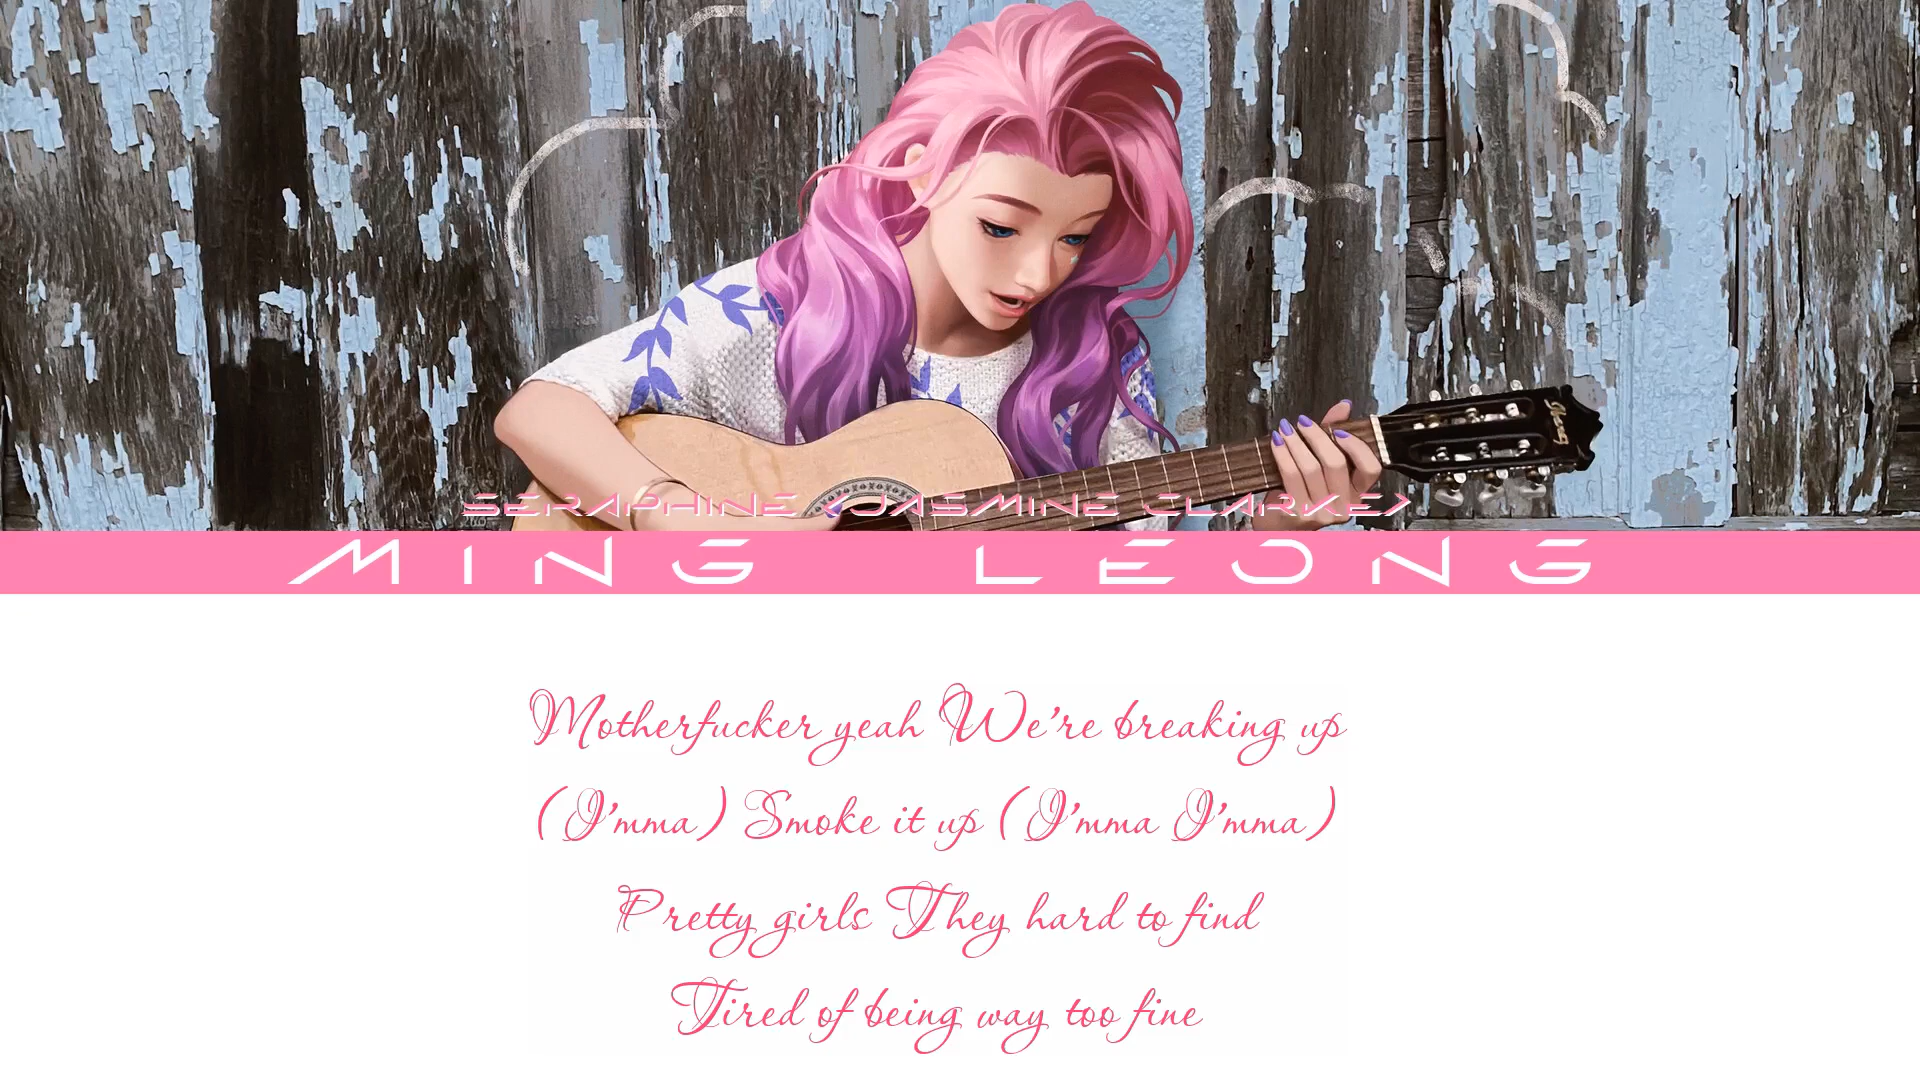 Ibanez
SERAPHINE <JASMINE CLARKE>
MING LEONG
Motherfucker yeah We're breaking up
(I'mma) Smoke it up (I'mma I'mma)
Pretty girls They hard to find
Tired of being way too fine